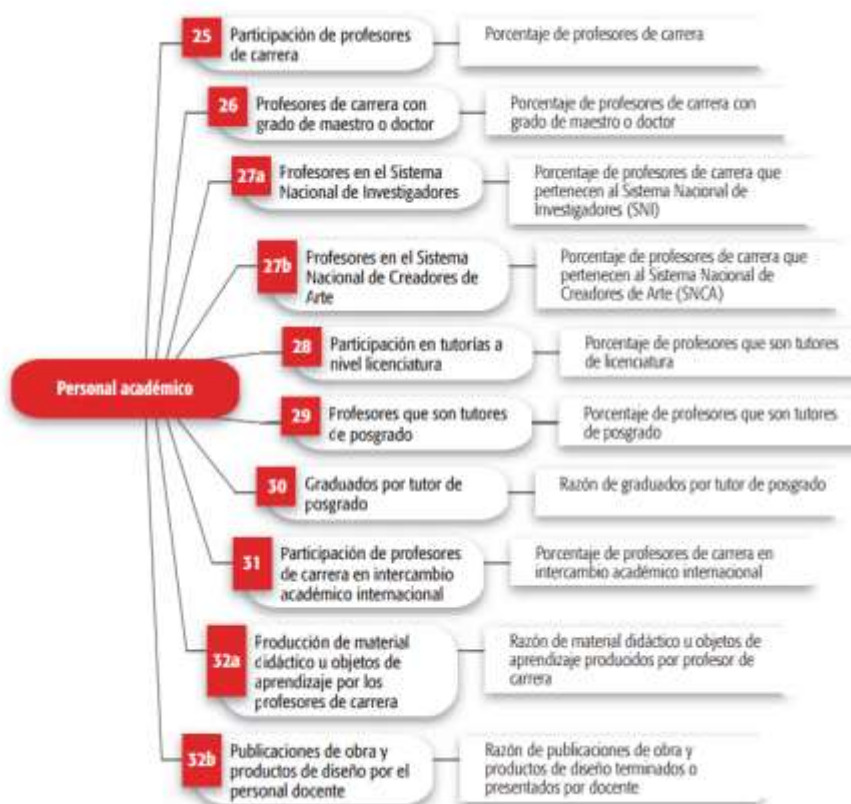 25
Participación de profesores
de carrera
Porcentaje de profesores de carrera
26
Profesores de carrera con
grado de maestro o doctor
Porcentaje de profesores de carrera con
grado de maestro o doctor
27a
Profesores en el Sistema
Nacional de Investigadores
Porcentaje de profesores de carrera que
pertenecen al Sistema Nacional de
Investigadores (SNI)
27b
Profesores en el Sistema
Nacional de Creadores de
Arte
Porcentaje de profesores de carrera que
pertenecen al Sistema Nacional de
Creadores de Arte (SNCA)
28
Participación en tutorías a
nivel licenciatura
Porcentaje de profesores que son tutores
de licenciatura
Personal académico
29
Profesores que son tutores
de posgrado
Porcentaje de profesores que son tutores
de posgrado
30
Graduados por tutor de
posgrado
Razón de graduados por tutor de posgrado
31
Participación de profesores
de carrera en intercambio
académico internacional
Porcentaje de profesores de carrera en
intercambio académico internacional
32a
Producción de material
didáctico u objetos de
aprendizaje por los
profesores de carrera
Razón de material didáctico u objetos de
aprendizaje producidos por profesor de
carrera
32b
Publicaciones de obra y
productos de diseño por el
personal docente
Razón de publicaciones de obra y
productos de diseño terminados o
presentados por docente